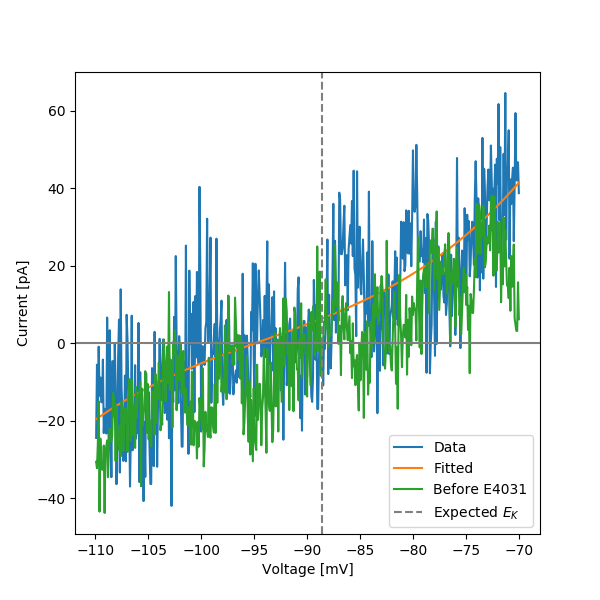 Current [pA]
60
40
20
0
−20
−40
Data
Fitted
Before E4031
Expected E_K
−110 −105 −100 −95 −90 −85 −80 −75 −70
Voltage [mV]